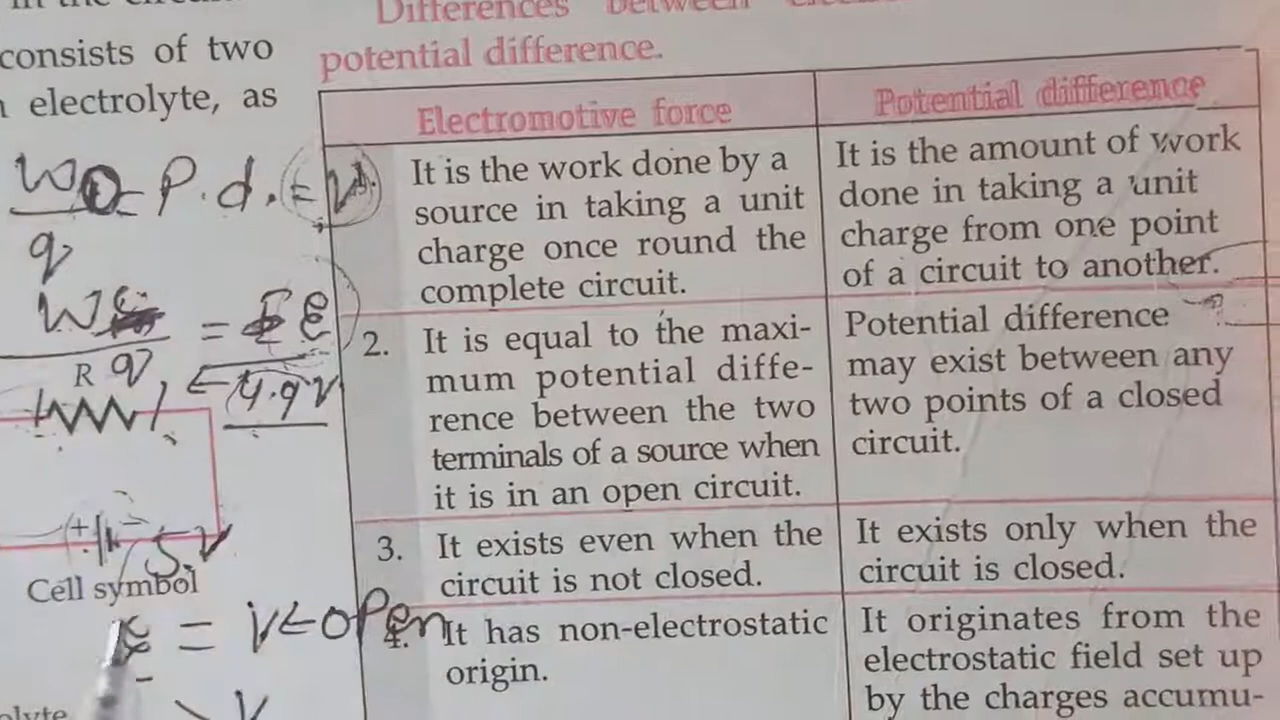 consists of two
electrolyte, as
Differences between
potential difference.
Electromotive force
Potential difference
It is the work done by a
source in taking a unit
charge once round the
complete circuit.
It is the amount of work
done in taking a unit
charge from one point
of a circuit to another.
2. It is equal to the maxi-
mum potential diffe-
rence between the two
terminals of a source when
it is in an open circuit.
Potential difference
may exist between any
two points of a closed
circuit.
3. It exists even when the
circuit is not closed.
It exists only when the
circuit is closed.
4. It has non-electrostatic
origin.
It originates from the
electrostatic field set up
by the charges accumu-
P.d. = V
q
W
= ε
R q
4.9V
+ -
5V
Cell symbol
ε = V open
V
olyte